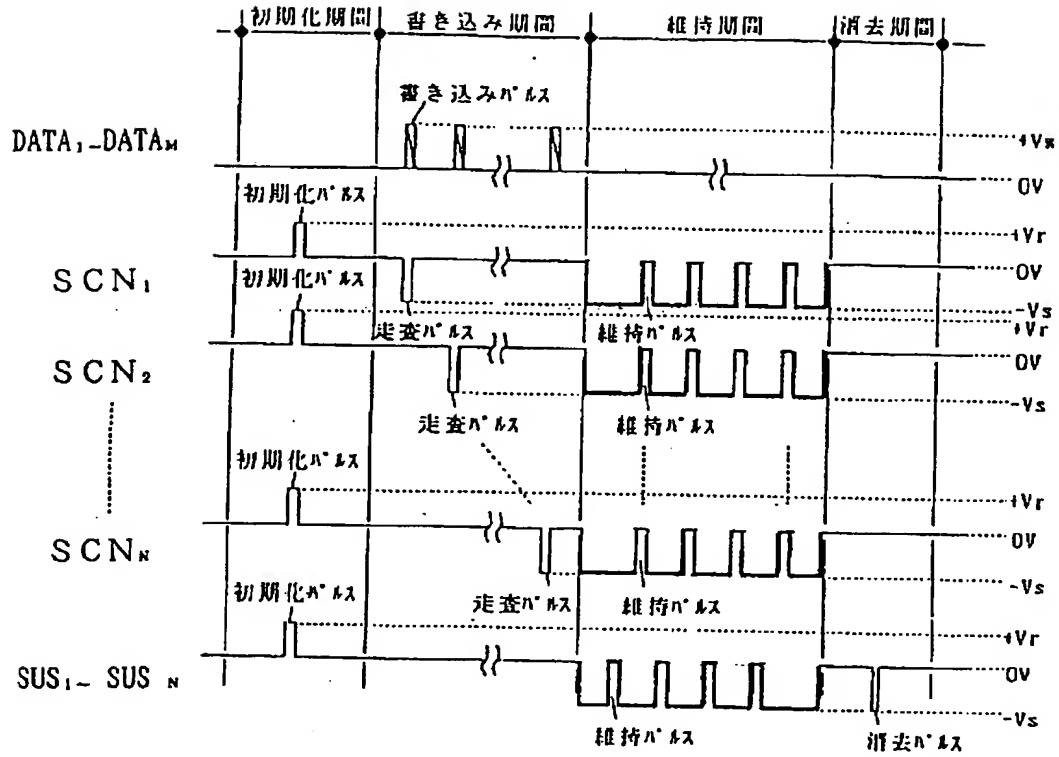 初期化期間 書き込み期間 維持期間 消去期間
書き込みパルス
DATA₁~DATAM +Vw
0V
初期化パルス +Vr
SCN₁ 0V
初期化パルス -Vs
走査パルス 維持パルス +Vr
SCN₂ 0V
-Vs
走査パルス 維持パルス
初期化パルス
+Vr
SCNN 0V
-Vs
初期化パルス 走査パルス 維持パルス
+Vr
SUS₁~SUS N 0V
-Vs
維持パルス 消去パルス